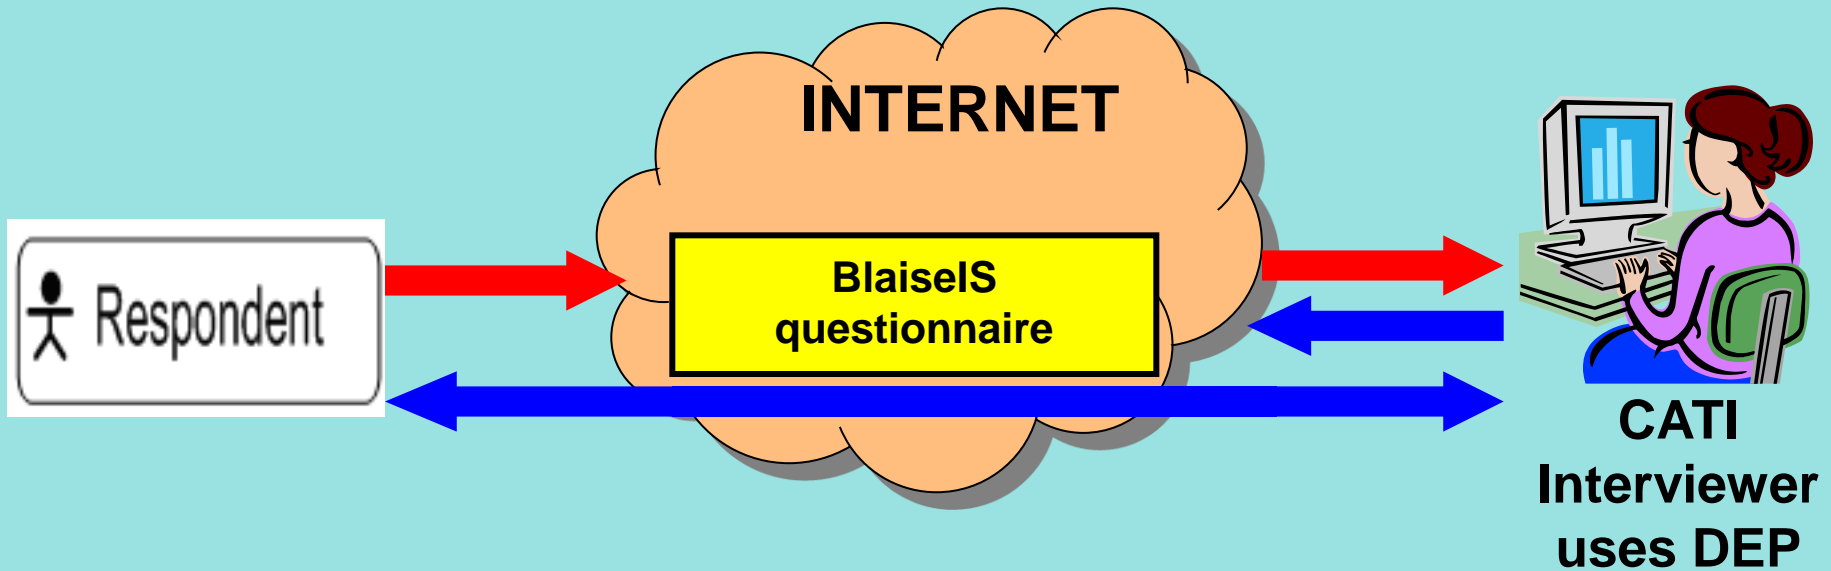 INTERNET
Respondent
BlaiseIS
questionnaire
CATI
Interviewer
uses DEP